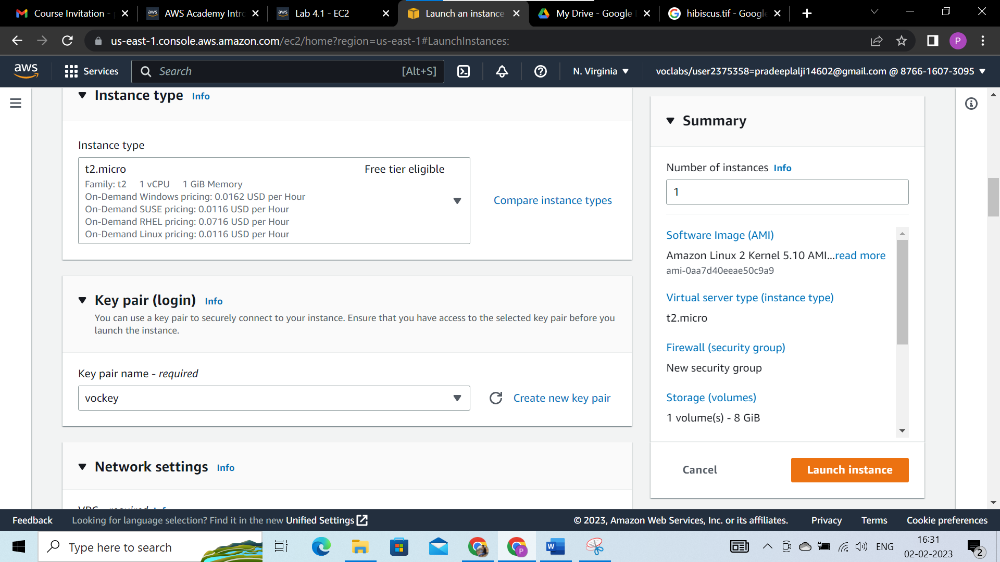 Course Invitation -
AWS Academy Intro
Lab 4.1 - EC2
Launch an instance
My Drive - Google
hibiscus.tif - Google
us-east-1.console.aws.amazon.com/ec2/home?region=us-east-1#LaunchInstances:
P
aws
Services
Search
[Alt+S]
N. Virginia
voclabs/user2375358=pradeeplalji14602@gmail.com @ 8766-1607-3095
Instance type Info
Instance type
t2.micro
Free tier eligible
Family: t2 1 vCPU 1 GiB Memory
On-Demand Windows pricing: 0.0162 USD per Hour
On-Demand SUSE pricing: 0.0116 USD per Hour
On-Demand RHEL pricing: 0.0716 USD per Hour
On-Demand Linux pricing: 0.0116 USD per Hour
Compare instance types
Key pair (login) Info
You can use a key pair to securely connect to your instance. Ensure that you have access to the selected key pair before you
launch the instance.
Key pair name - required
vockey
Create new key pair
Network settings Info
VPC - required Info
Summary
Number of instances Info
1
Software Image (AMI)
Amazon Linux 2 Kernel 5.10 AMI...read more
ami-0aa7d40eeae50c9a9
Virtual server type (instance type)
t2.micro
Firewall (security group)
New security group
Storage (volumes)
1 volume(s) - 8 GiB
Cancel
Launch instance
Feedback
Looking for language selection? Find it in the new Unified Settings
© 2023, Amazon Web Services, Inc. or its affiliates.
Privacy
Terms
Cookie preferences
Type here to search
ENG
16:31
02-02-2023
2